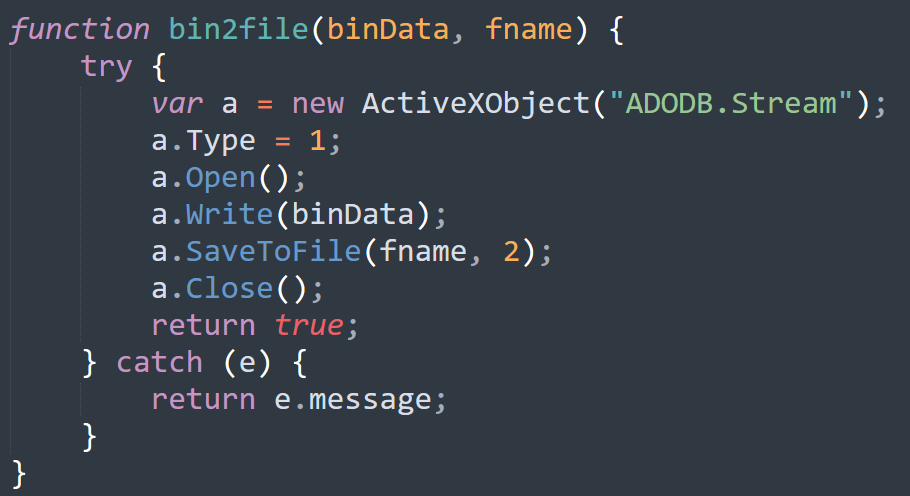 function bin2file(binData, fname) {
    try {
        var a = new ActiveXObject("ADODB.Stream");
        a.Type = 1;
        a.Open();
        a.Write(binData);
        a.SaveToFile(fname, 2);
        a.Close();
        return true;
    } catch (e) {
        return e.message;
    }
}